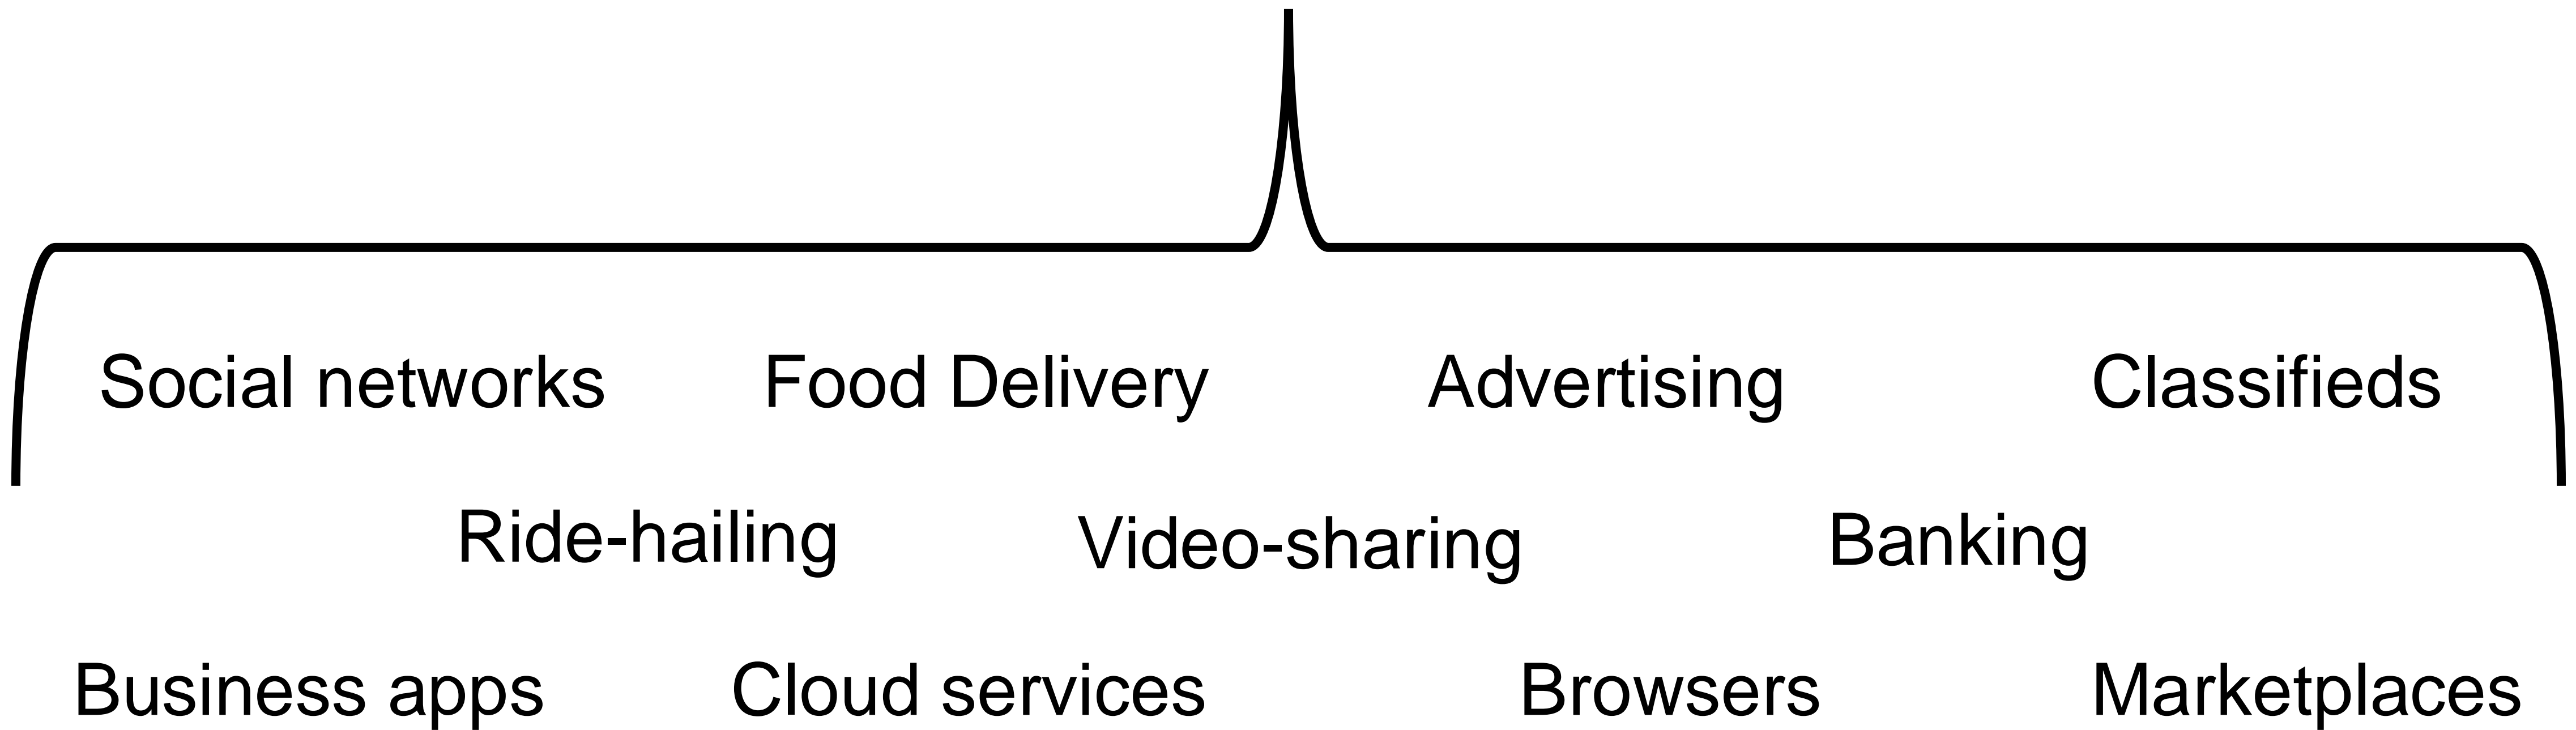 Social networks Food Delivery Advertising Classifieds
Ride-hailing Video-sharing Banking
Business apps Cloud services Browsers Marketplaces